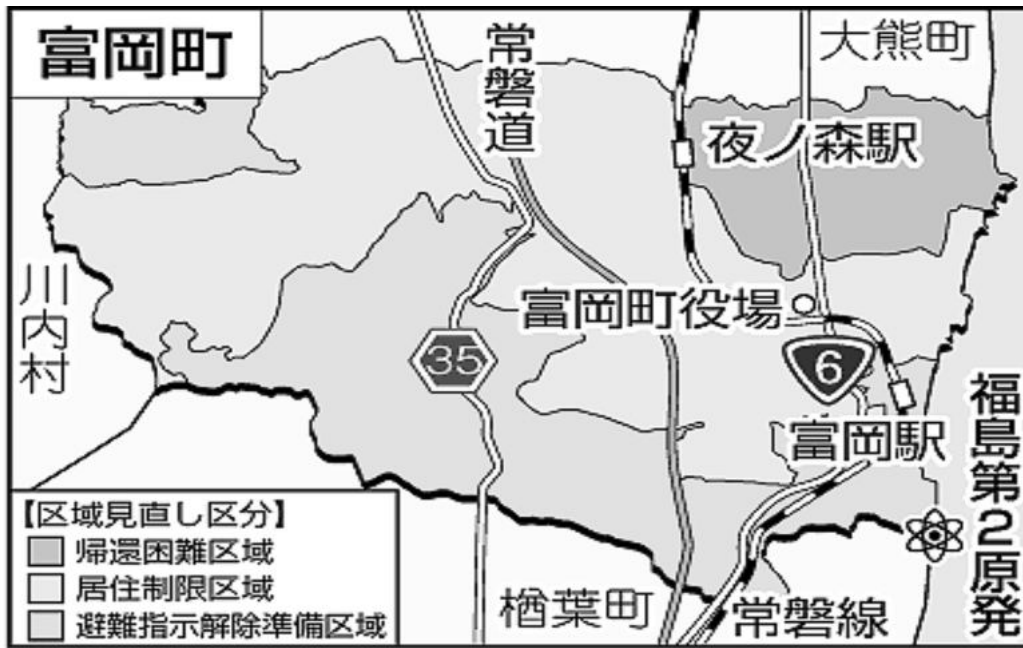 富岡町
常磐道
大熊町
夜ノ森駅
川内村
富岡町役場
35
6
富岡駅
福島第2原発
【区域見直し区分】
帰還困難区域
居住制限区域
避難指示解除準備区域
楢葉町
常磐線